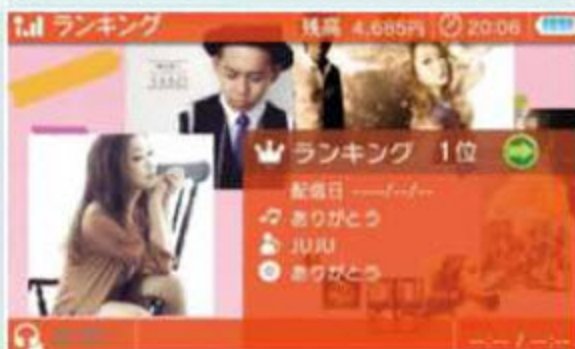 ランキング 残高 4,685円 20:06
ランキング 1位
配信日 ----/--/--
ありがとう
JUJU
ありがとう
--:-- / --:--